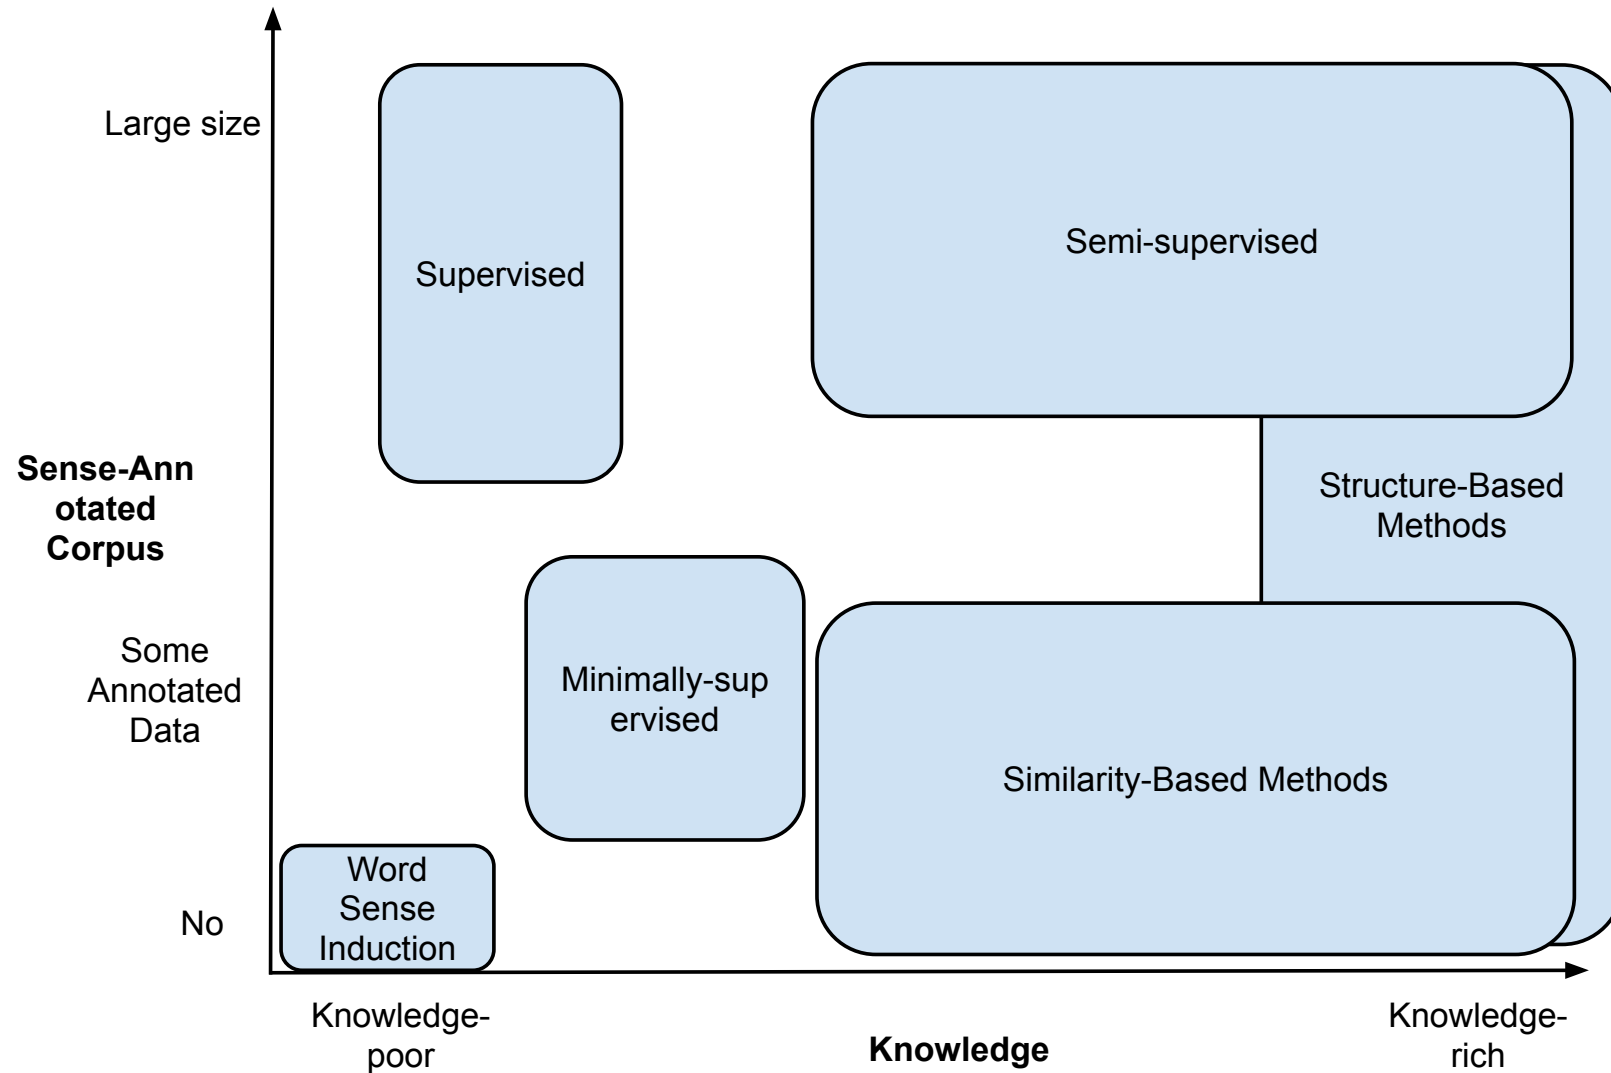 Large size
Supervised
Semi-supervised
Sense-Ann
otated
Corpus
Structure-Based
Methods
Some
Annotated
Data
Minimally-sup
ervised
Similarity-Based Methods
No
Word
Sense
Induction
Knowledge-
poor
Knowledge
Knowledge-
rich